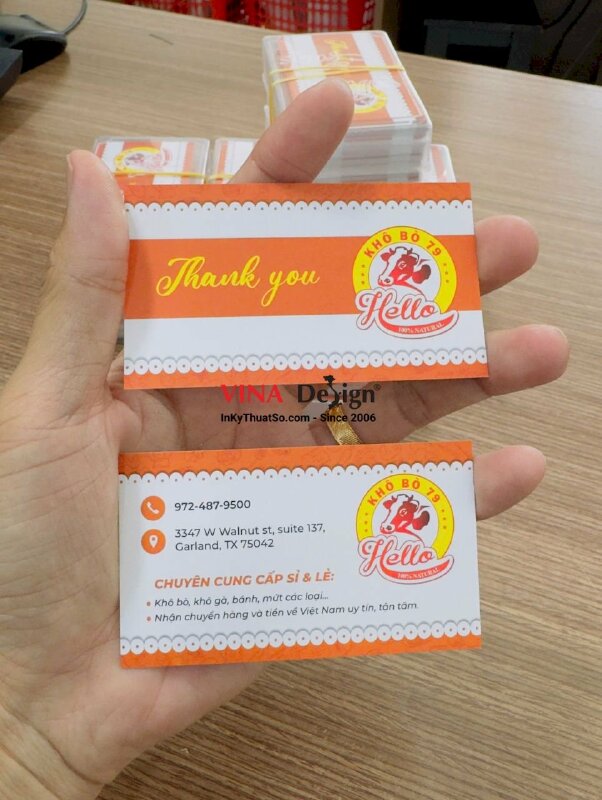 Thank you
KHÔ BÒ 79
Hello
100% NATURAL
VINA Design®
InKyThuatSo.com - Since 2006
972-487-9500
3347 W Walnut st, suite 137,
Garland, TX 75042
CHUYÊN CUNG CẤP SỈ & LẺ:
• Khô bò, khô gà, bánh, mứt các loại...
• Nhận chuyển hàng và tiền về Việt Nam uy tín, tận tâm.
KHÔ BÒ 79
Hello
100% NATURAL